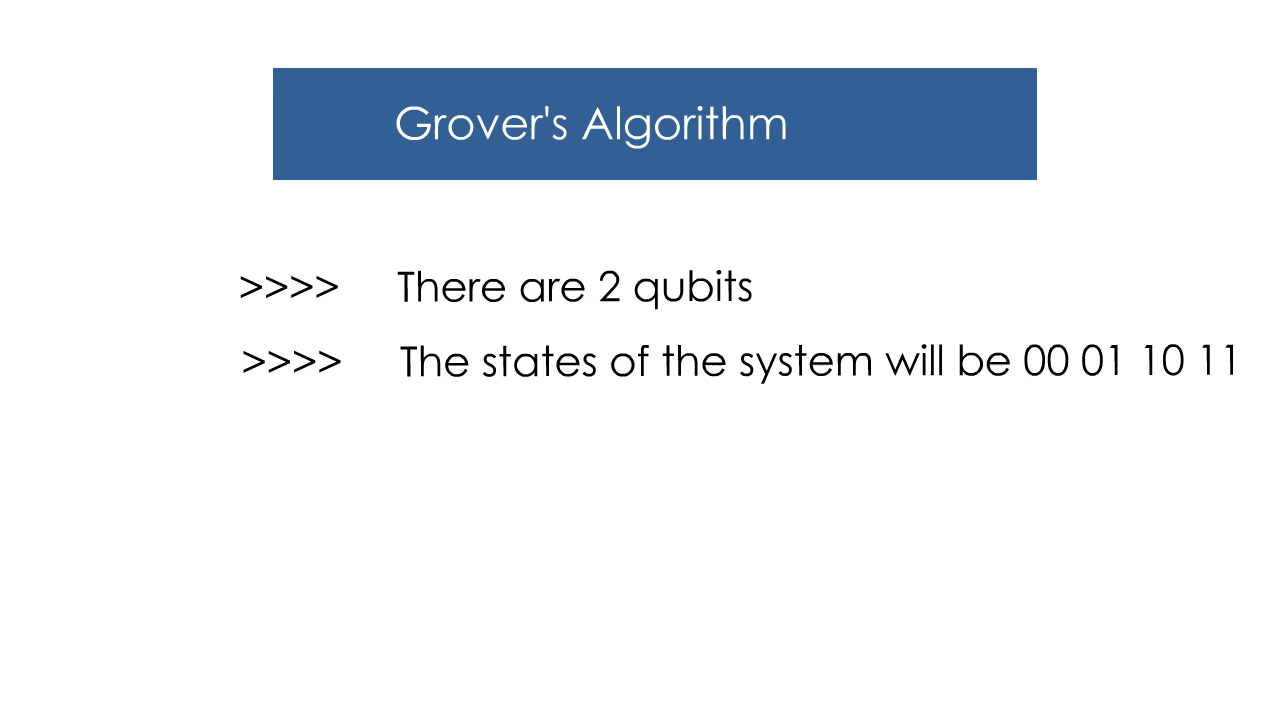 Grover's Algorithm
>>>> There are 2 qubits
>>>> The states of the system will be 00 01 10 11